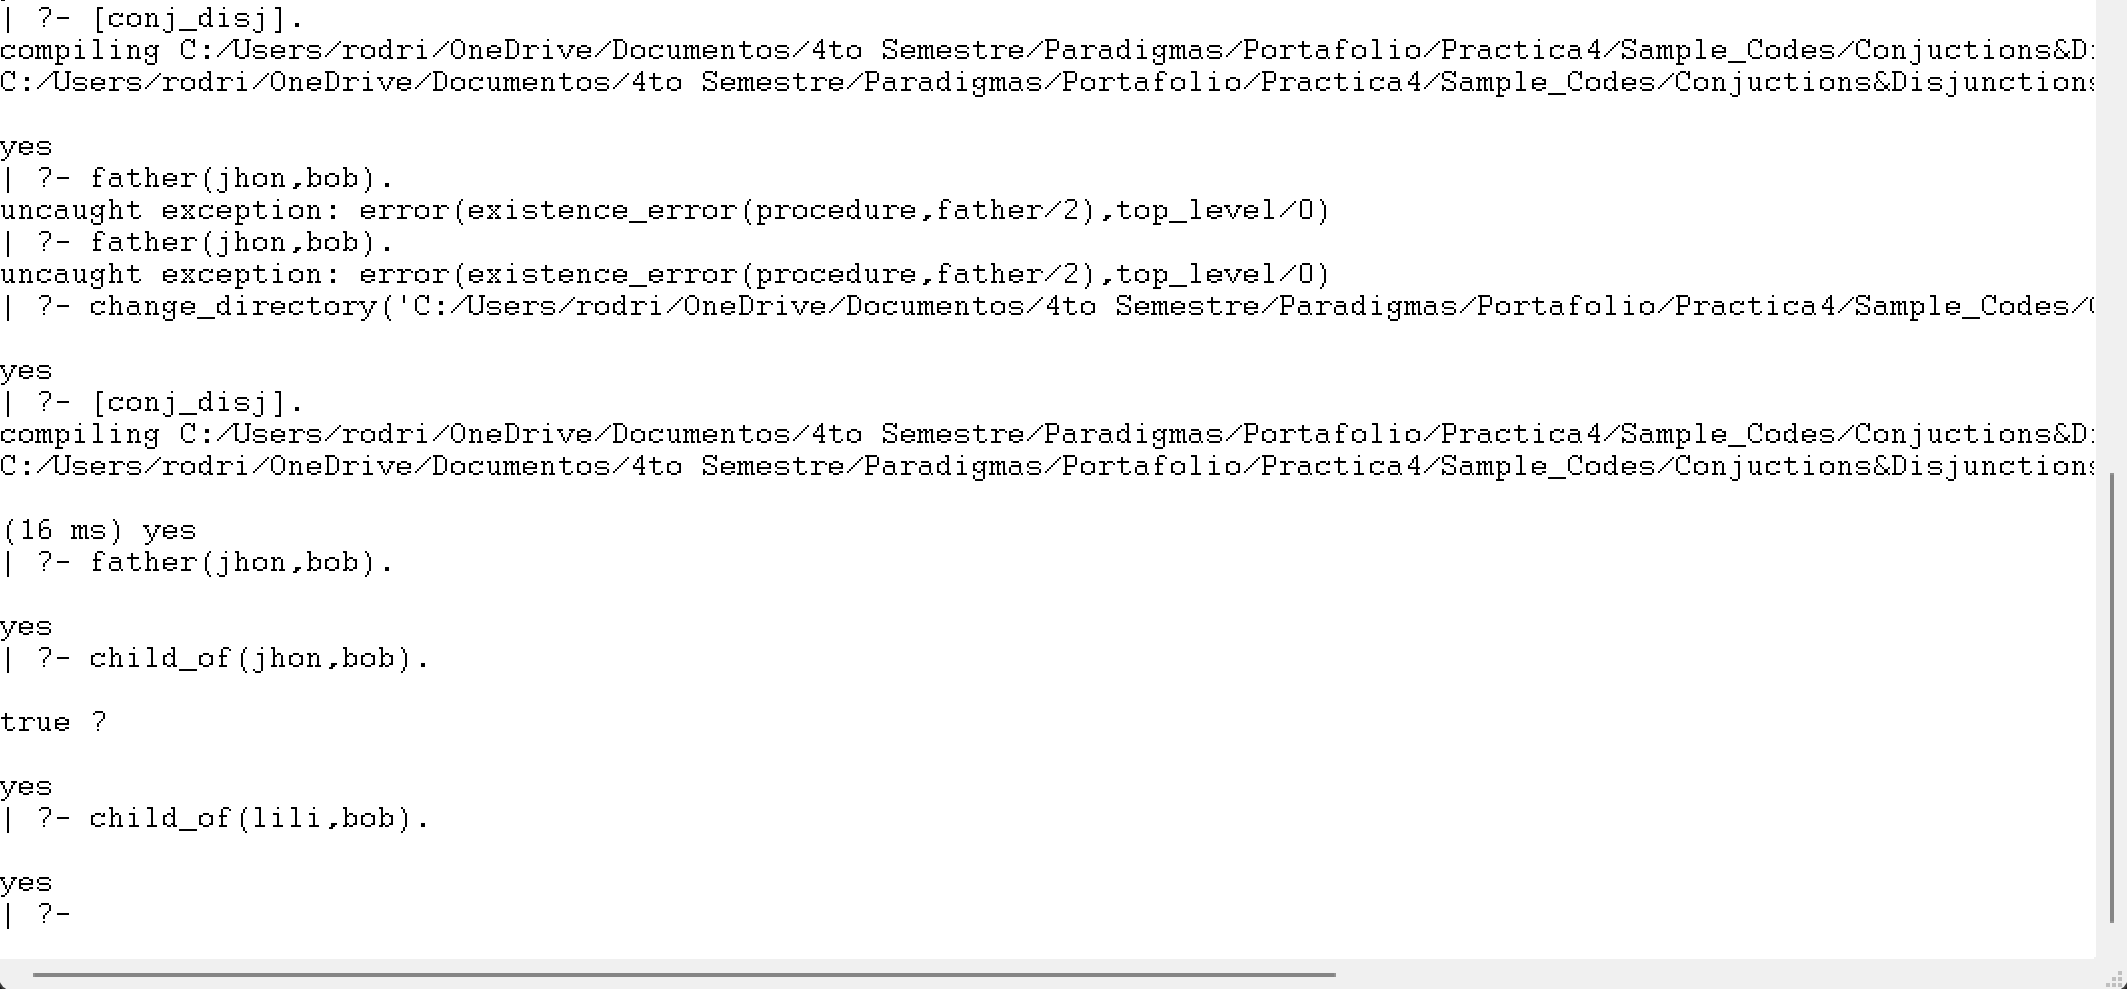 | ?- [conj_disj].
compiling C:/Users/rodri/OneDrive/Documentos/4to Semestre/Paradigmas/Portafolio/Practica4/Sample_Codes/Conjuctions&Di
C:/Users/rodri/OneDrive/Documentos/4to Semestre/Paradigmas/Portafolio/Practica4/Sample_Codes/Conjuctions&Disjunctions
yes
| ?- father(jhon,bob).
uncaught exception: error(existence_error(procedure,father/2),top_level/0)
| ?- father(jhon,bob).
uncaught exception: error(existence_error(procedure,father/2),top_level/0)
| ?- change_directory('C:/Users/rodri/OneDrive/Documentos/4to Semestre/Paradigmas/Portafolio/Practica4/Sample_Codes/C
yes
| ?- [conj_disj].
compiling C:/Users/rodri/OneDrive/Documentos/4to Semestre/Paradigmas/Portafolio/Practica4/Sample_Codes/Conjuctions&Di
C:/Users/rodri/OneDrive/Documentos/4to Semestre/Paradigmas/Portafolio/Practica4/Sample_Codes/Conjuctions&Disjunctions
(16 ms) yes
| ?- father(jhon,bob).
yes
| ?- child_of(jhon,bob).
true ?
yes
| ?- child_of(lili,bob).
yes
| ?-